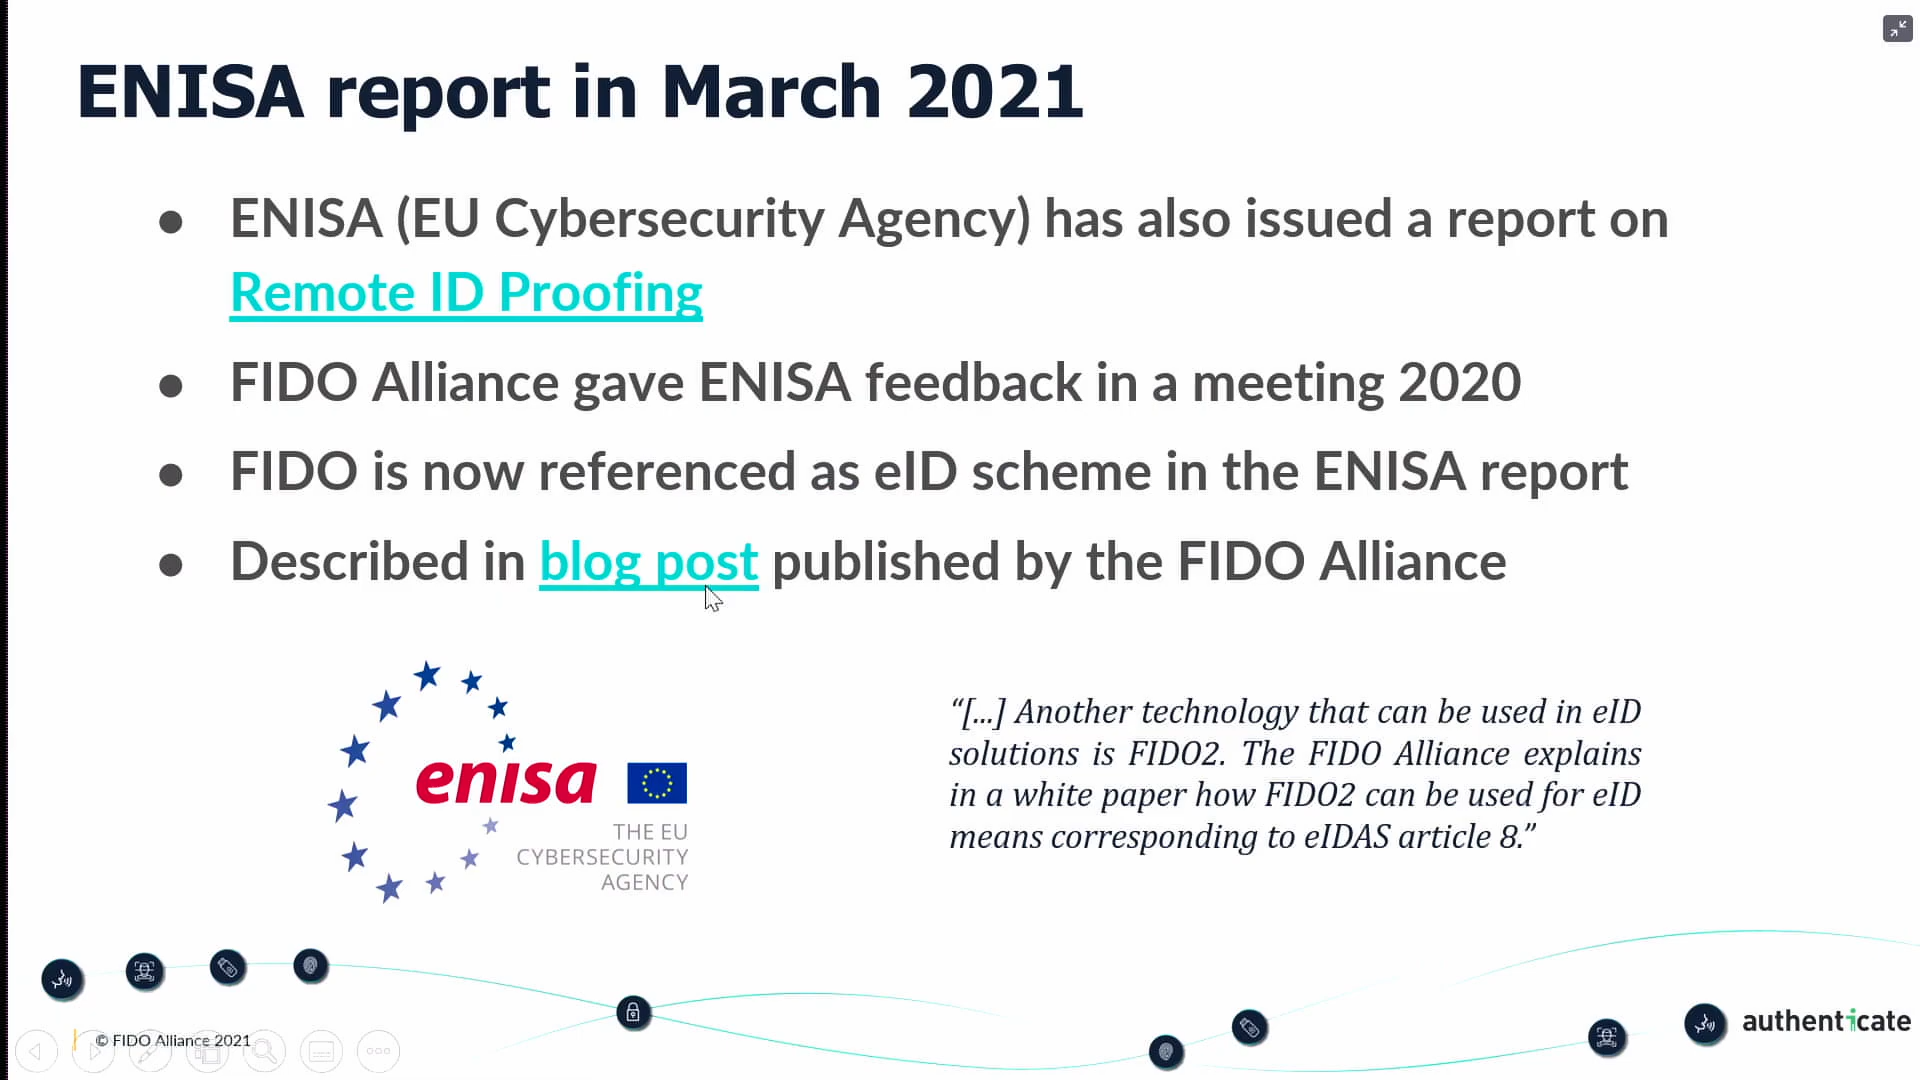 ENISA report in March 2021
● ENISA (EU Cybersecurity Agency) has also issued a report on
Remote ID Proofing
● FIDO Alliance gave ENISA feedback in a meeting 2020
● FIDO is now referenced as eID scheme in the ENISA report
● Described in blog post published by the FIDO Alliance
enisa
THE EU
CYBERSECURITY
AGENCY
“[...] Another technology that can be used in eID
solutions is FIDO2. The FIDO Alliance explains
in a white paper how FIDO2 can be used for eID
means corresponding to eIDAS article 8.”
© FIDO Alliance 2021
authenticate